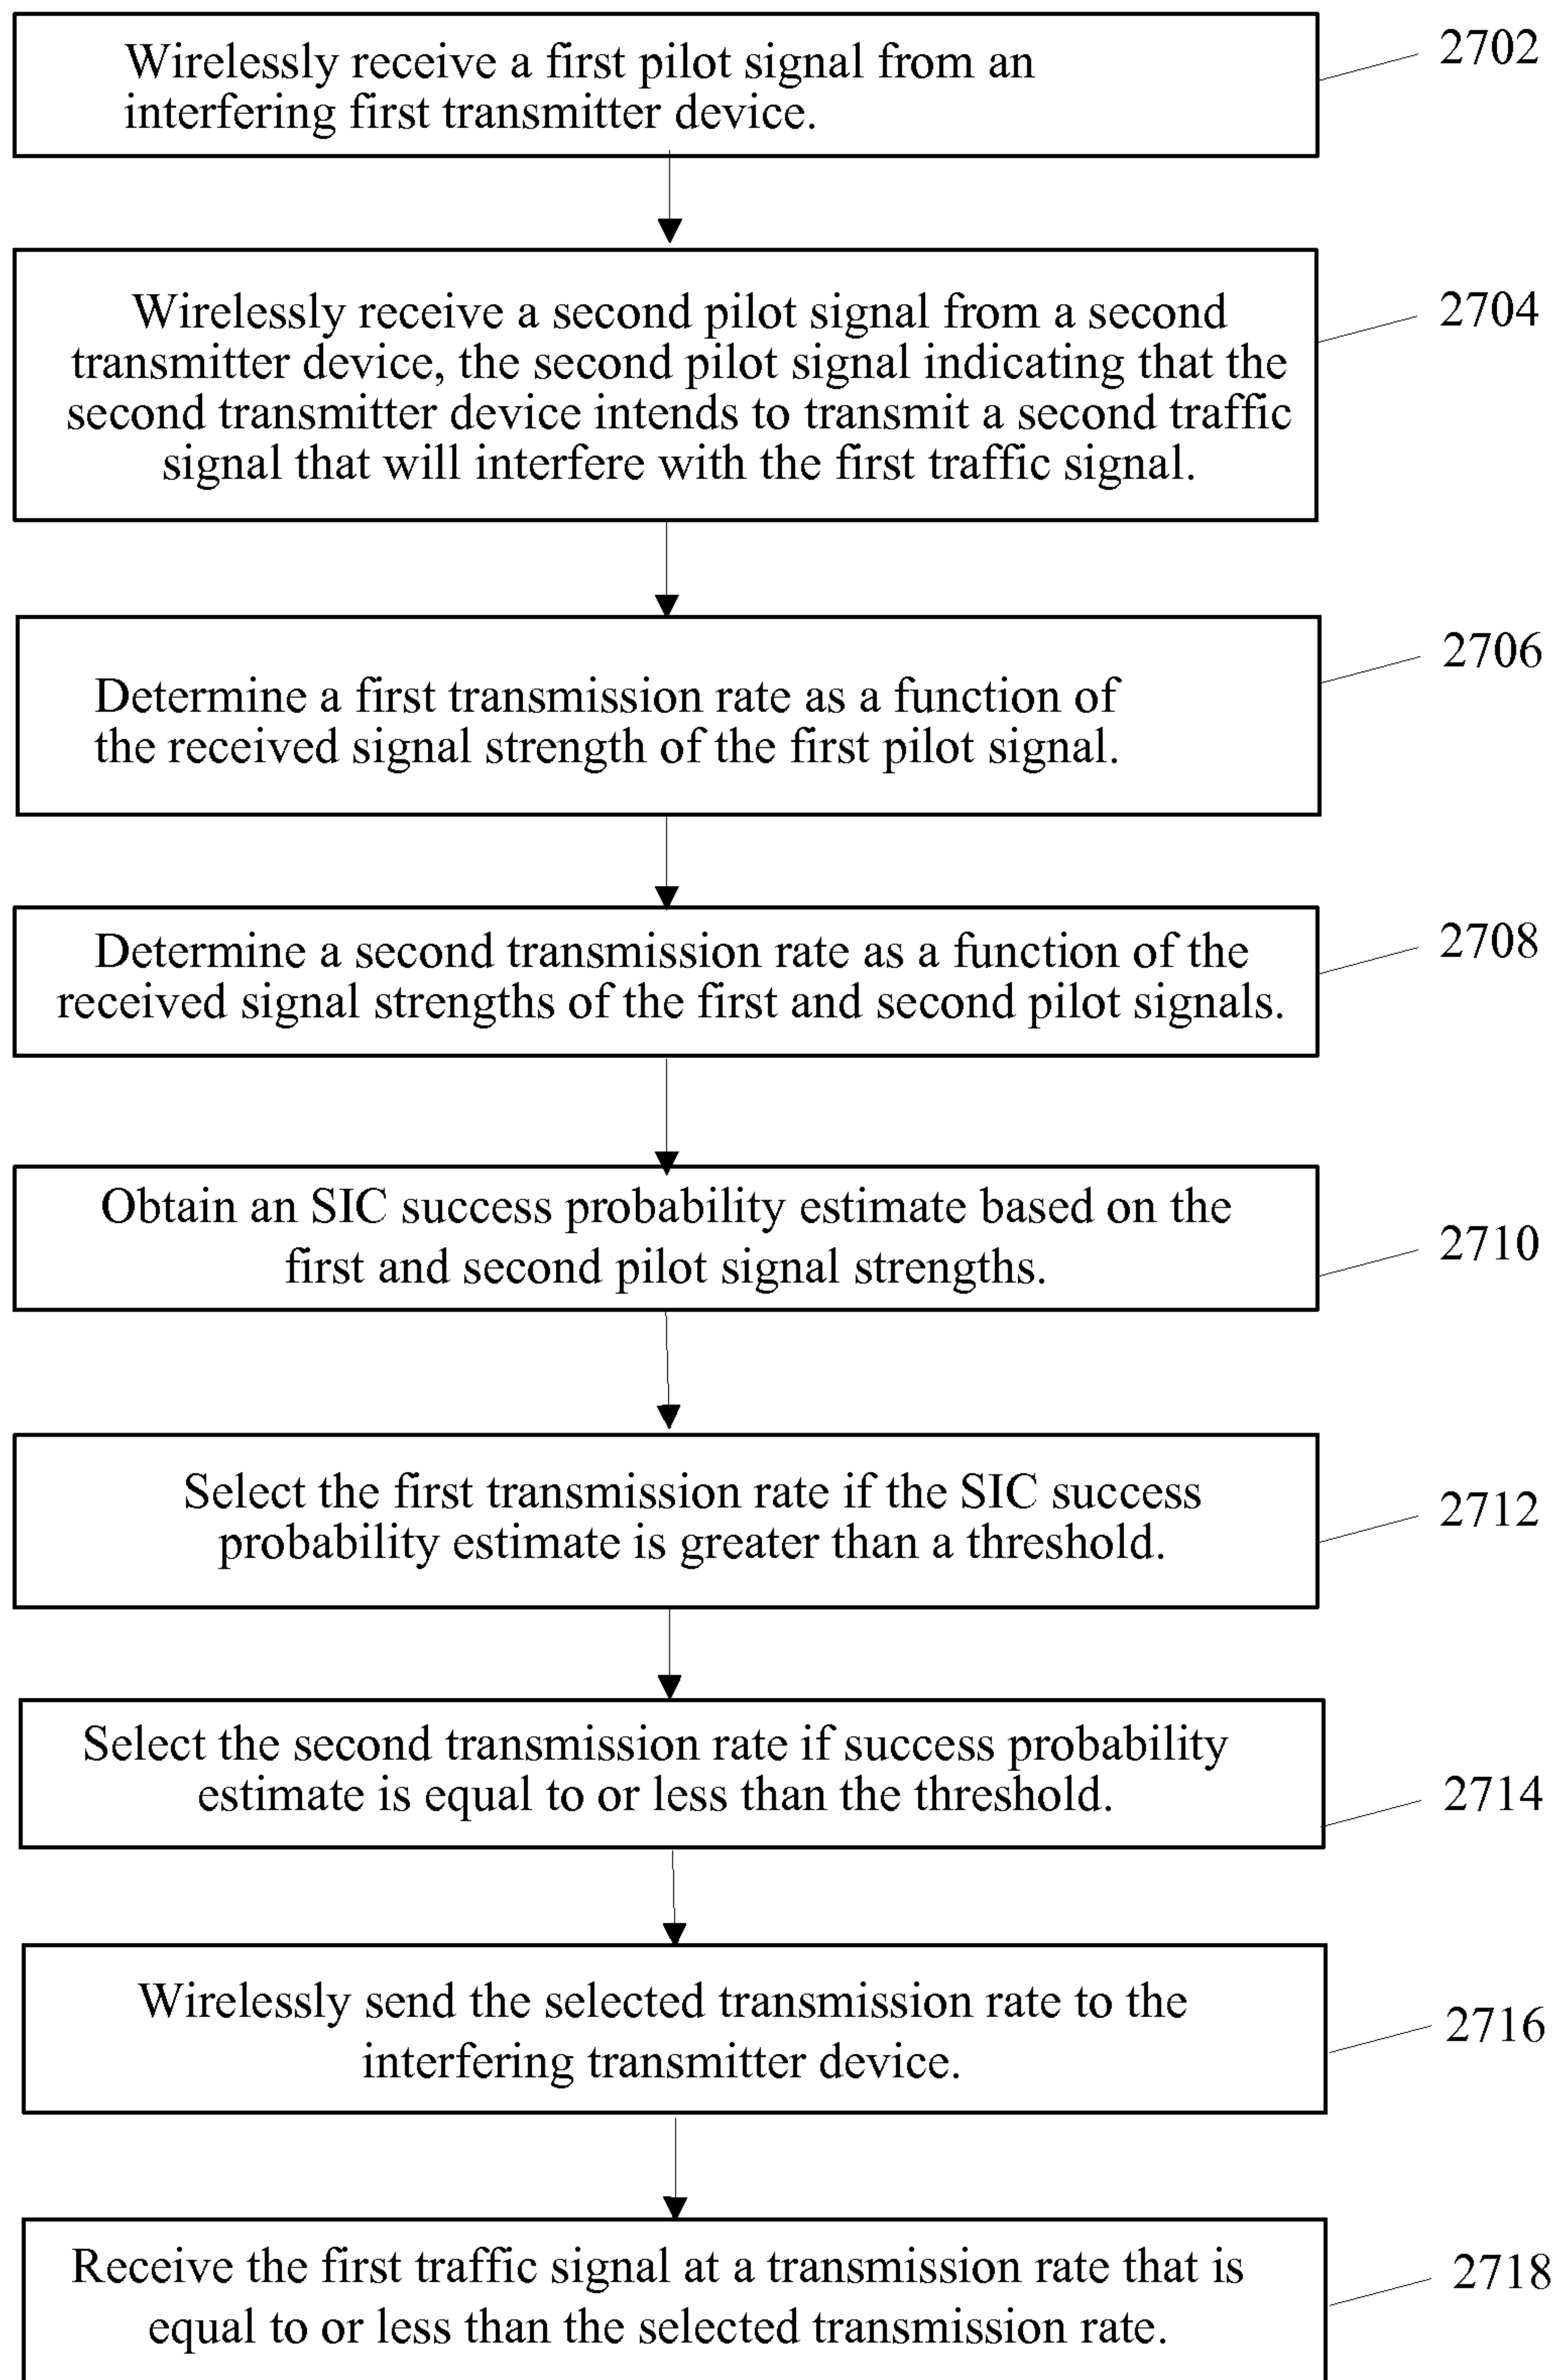 Wirelessly receive a first pilot signal from an
interfering first transmitter device.
2702
Wirelessly receive a second pilot signal from a second
transmitter device, the second pilot signal indicating that the
second transmitter device intends to transmit a second traffic
signal that will interfere with the first traffic signal.
2704
Determine a first transmission rate as a function of
the received signal strength of the first pilot signal.
2706
Determine a second transmission rate as a function of the
received signal strengths of the first and second pilot signals.
2708
Obtain an SIC success probability estimate based on the
first and second pilot signal strengths.
2710
Select the first transmission rate if the SIC success
probability estimate is greater than a threshold.
2712
Select the second transmission rate if success probability
estimate is equal to or less than the threshold.
2714
Wirelessly send the selected transmission rate to the
interfering transmitter device.
2716
Receive the first traffic signal at a transmission rate that is
equal to or less than the selected transmission rate.
2718